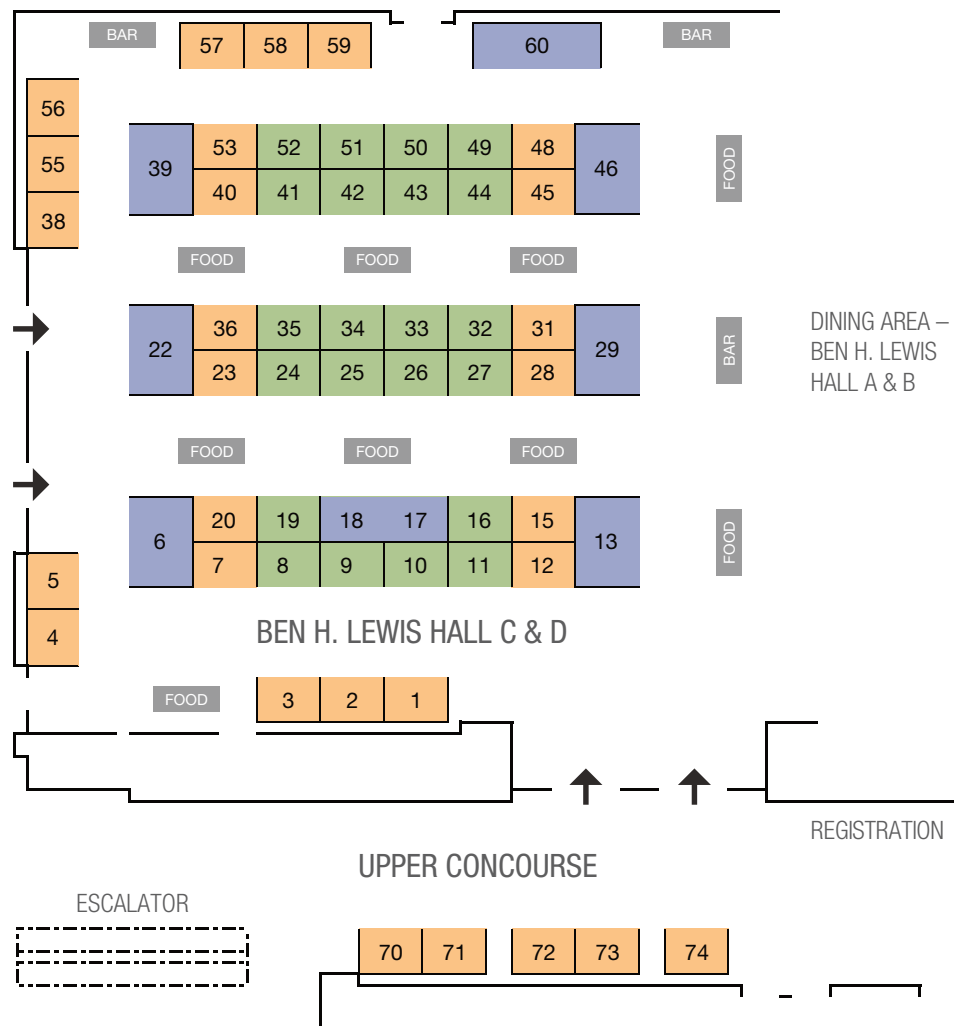 BAR
57 58 59
60
BAR
56
55
38
39
53 52 51 50 49 48
40 41 42 43 44 45
46
FOOD
FOOD FOOD FOOD
22
36 35 34 33 32 31
23 24 25 26 27 28
29
BAR
DINING AREA –
BEN H. LEWIS
HALL A & B
FOOD FOOD FOOD
6
20 19 18 17 16 15
7 8 9 10 11 12
13
FOOD
5
4
BEN H. LEWIS HALL C & D
FOOD
3 2 1
REGISTRATION
UPPER CONCOURSE
ESCALATOR
70 71 72 73 74